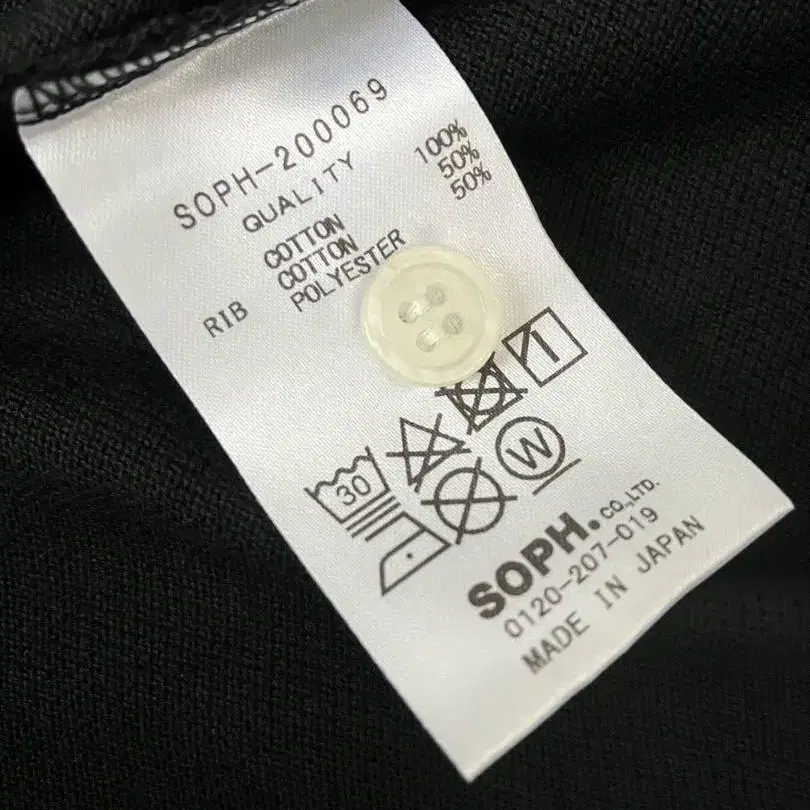 SOPH-200069
QUALITY
COTTON 100%
COTTON 50%
RIB POLYESTER 50%
30
W
SOPH. CO.,LTD.
0120-207-019
MADE IN JAPAN